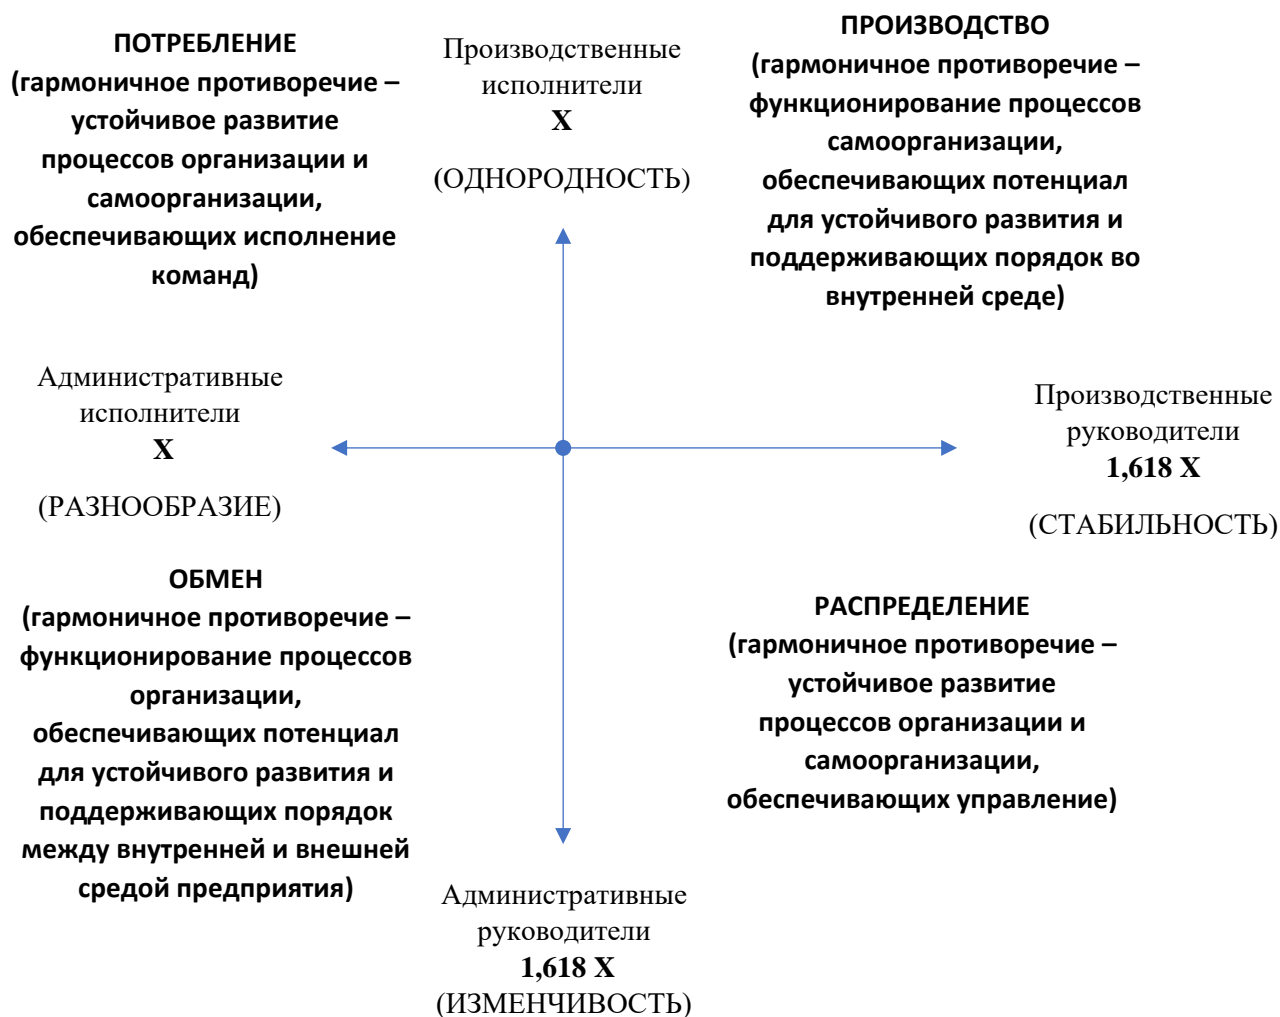 ПОТРЕБЛЕНИЕ
(гармоничное противоречие –
устойчивое развитие
процессов организации и
самоорганизации,
обеспечивающих исполнение
команд)
Производственные
исполнители
X
(ОДНОРОДНОСТЬ)
ПРОИЗВОДСТВО
(гармоничное противоречие –
функционирование процессов
самоорганизации,
обеспечивающих потенциал
для устойчивого развития и
поддерживающих порядок во
внутренней среде)
Административные
исполнители
X
(РАЗНООБРАЗИЕ)
Производственные
руководители
1,618 X
(СТАБИЛЬНОСТЬ)
ОБМЕН
(гармоничное противоречие –
функционирование процессов
организации,
обеспечивающих потенциал
для устойчивого развития и
поддерживающих порядок
между внутренней и внешней
средой предприятия)
РАСПРЕДЕЛЕНИЕ
(гармоничное противоречие –
устойчивое развитие
процессов организации и
самоорганизации,
обеспечивающих управление)
Административные
руководители
1,618 X
(ИЗМЕНЧИВОСТЬ)